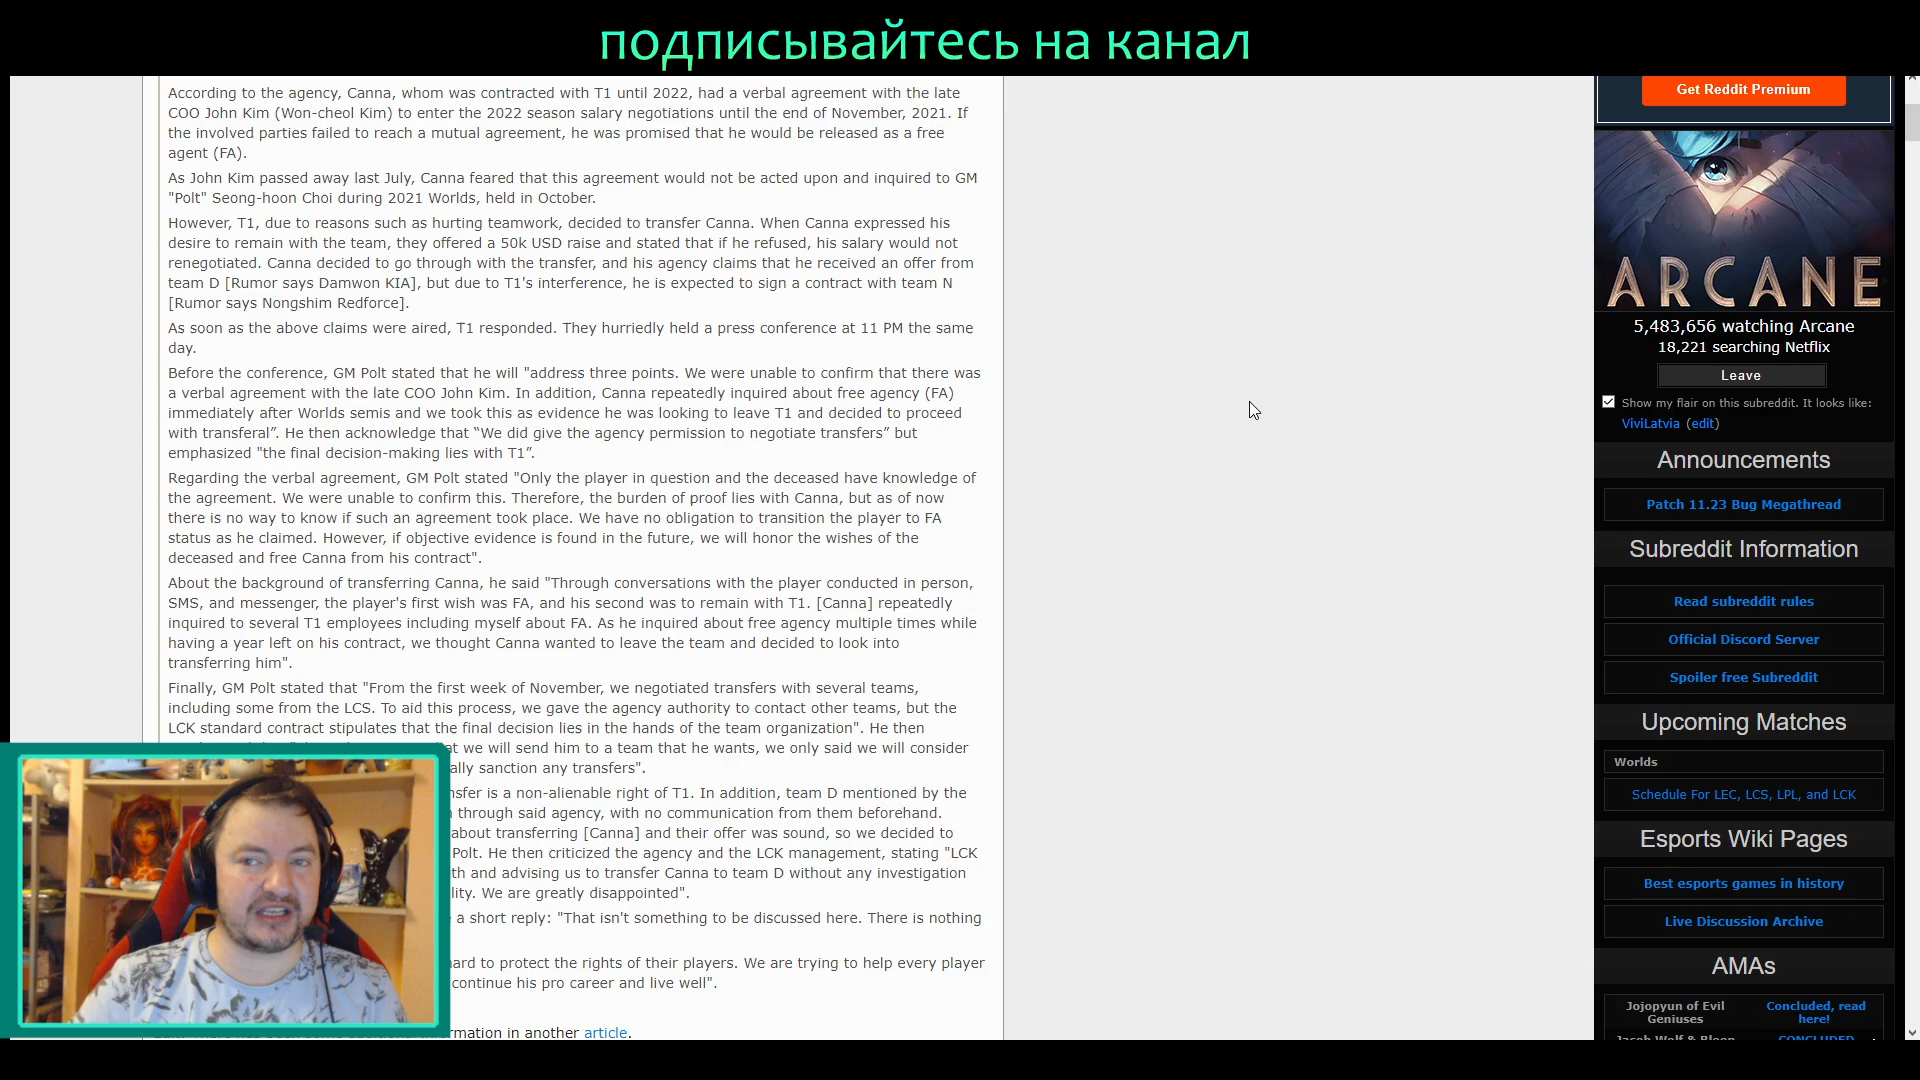 подписывайтесь на канал
According to the agency, Canna, whom was contracted with T1 until 2022, had a verbal agreement with the late
COO John Kim (Won-cheol Kim) to enter the 2022 season salary negotiations until the end of November, 2021. If
the involved parties failed to reach a mutual agreement, he was promised that he would be released as a free
agent (FA).
As John Kim passed away last July, Canna feared that this agreement would not be acted upon and inquired to GM
"Polt" Seong-hoon Choi during 2021 Worlds, held in October.
However, T1, due to reasons such as hurting teamwork, decided to transfer Canna. When Canna expressed his
desire to remain with the team, they offered a 50k USD raise and stated that if he refused, his salary would not
renegotiated. Canna decided to go through with the transfer, and his agency claims that he received an offer from
team D [Rumor says Damwon KIA], but due to T1's interference, he is expected to sign a contract with team N
[Rumor says Nongshim Redforce].
As soon as the above claims were aired, T1 responded. They hurriedly held a press conference at 11 PM the same
day.
Before the conference, GM Polt stated that he will "address three points. We were unable to confirm that there was
a verbal agreement with the late COO John Kim. In addition, Canna repeatedly inquired about free agency (FA)
immediately after Worlds semis and we took this as evidence he was looking to leave T1 and decided to proceed
with transferal”. He then acknowledge that “We did give the agency permission to negotiate transfers” but
emphasized "the final decision-making lies with T1”.
Regarding the verbal agreement, GM Polt stated "Only the player in question and the deceased have knowledge of
the agreement. We were unable to confirm this. Therefore, the burden of proof lies with Canna, but as of now
there is no way to know if such an agreement took place. We have no obligation to transition the player to FA
status as he claimed. However, if objective evidence is found in the future, we will honor the wishes of the
deceased and free Canna from his contract".
About the background of transferring Canna, he said "Through conversations with the player conducted in person,
SMS, and messenger, the player's first wish was FA, and his second was to remain with T1. [Canna] repeatedly
inquired to several T1 employees including myself about FA. As he inquired about free agency multiple times while
having a year left on his contract, we thought Canna wanted to leave the team and decided to look into
transferring him".
Finally, GM Polt stated that "From the first week of November, we negotiated transfers with several teams,
including some from the LCS. To aid this process, we gave the agency authority to contact other teams, but the
LCK standard contract stipulates that the final decision lies in the hands of the team organization". He then
we will send him to a team that he wants, we only said we will consider
sanction any transfers".
is a non-alienable right of T1. In addition, team D mentioned by the
through said agency, with no communication from them beforehand.
about transferring [Canna] and their offer was sound, so we decided to
Polt. He then criticized the agency and the LCK management, stating "LCK
and advising us to transfer Canna to team D without any investigation
We are greatly disappointed".
a short reply: "That isn't something to be discussed here. There is nothing
to protect the rights of their players. We are trying to help every player
continue his pro career and live well".
in another article.
Get Reddit Premium
ARCANE
5,483,656 watching Arcane
18,221 searching Netflix
Leave
Show my flair on this subreddit. It looks like:
ViviLatvia (edit)
Announcements
Patch 11.23 Bug Megathread
Subreddit Information
Read subreddit rules
Official Discord Server
Spoiler free Subreddit
Upcoming Matches
Worlds
Schedule For LEC, LCS, LPL, and LCK
Esports Wiki Pages
Best esports games in history
Live Discussion Archive
AMAs
Jojopyun of Evil Geniuses
Concluded, read here!